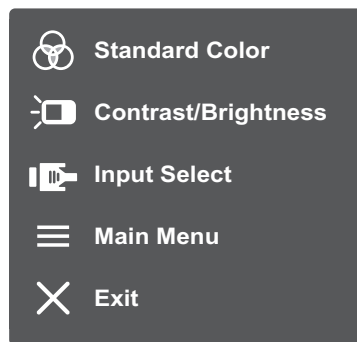 Standard Color
Contrast/Brightness
Input Select
Main Menu
Exit